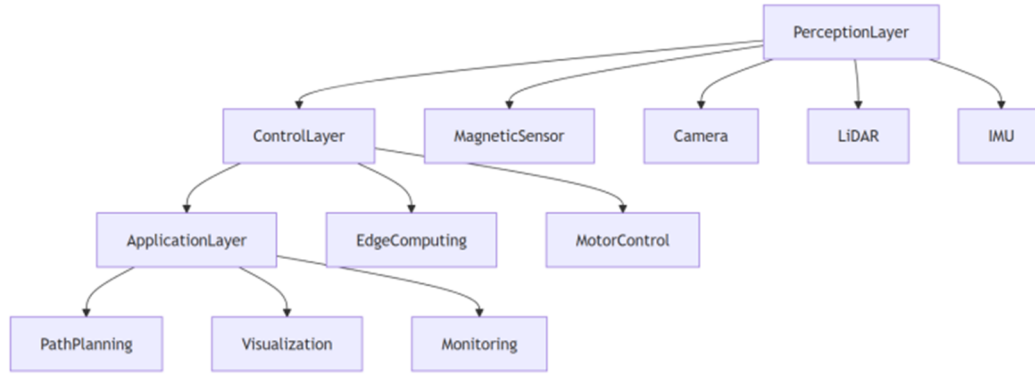 PerceptionLayer
ControlLayer
MagneticSensor
Camera
LiDAR
IMU
ApplicationLayer
EdgeComputing
MotorControl
PathPlanning
Visualization
Monitoring